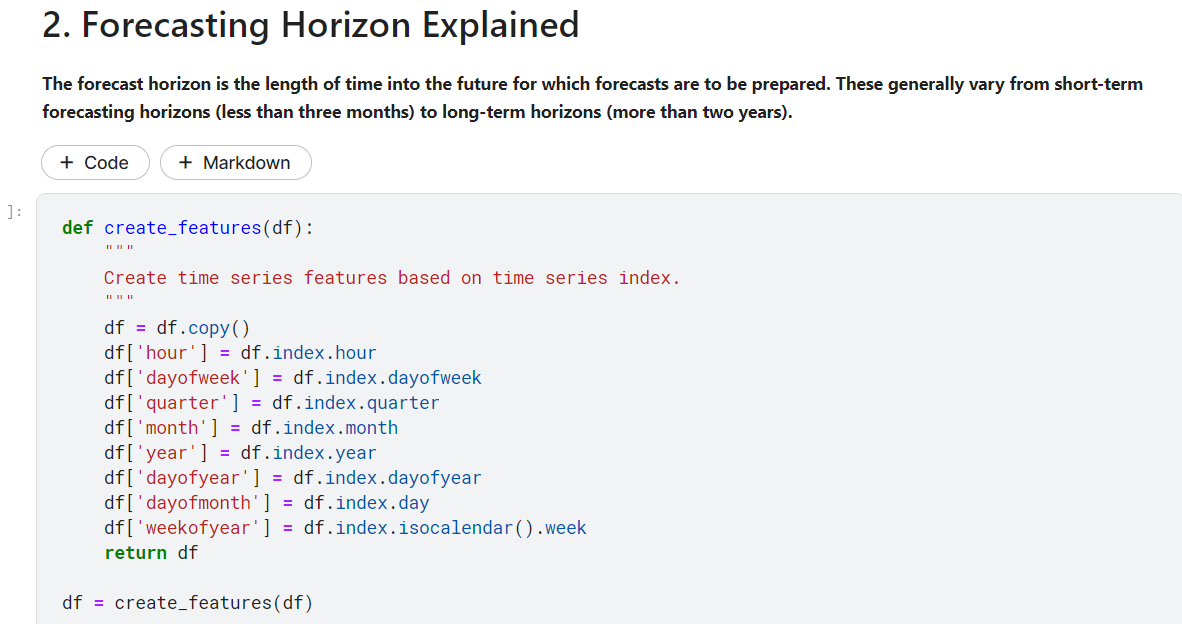 2. Forecasting Horizon Explained
The forecast horizon is the length of time into the future for which forecasts are to be prepared. These generally vary from short-term
forecasting horizons (less than three months) to long-term horizons (more than two years).
+ Code + Markdown
]:
def create_features(df):
    """
    Create time series features based on time series index.
    """
    df = df.copy()
    df['hour'] = df.index.hour
    df['dayofweek'] = df.index.dayofweek
    df['quarter'] = df.index.quarter
    df['month'] = df.index.month
    df['year'] = df.index.year
    df['dayofyear'] = df.index.dayofyear
    df['dayofmonth'] = df.index.day
    df['weekofyear'] = df.index.isocalendar().week
    return df
df = create_features(df)